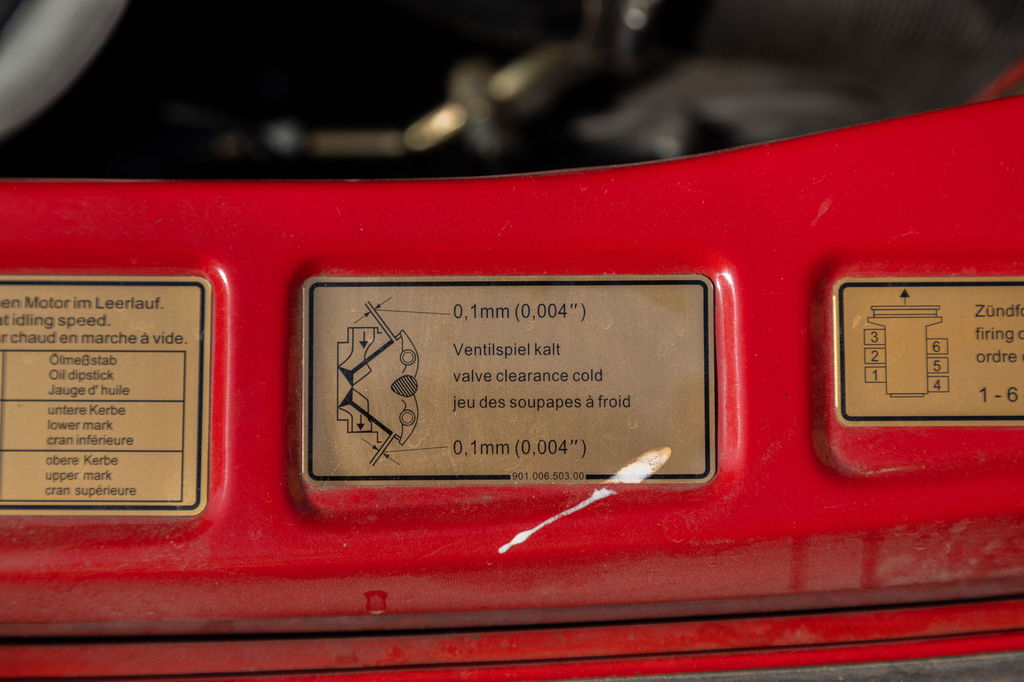 en Motor im Leerlauf.
at idling speed.
r chaud en marche à vide.
Ölmeßstab
Oil dipstick
Jauge d' huile
untere Kerbe
lower mark
cran inférieure
obere Kerbe
upper mark
cran supérieure
0,1mm (0,004")
Ventilspiel kalt
valve clearance cold
jeu des soupapes à froid
0,1mm (0,004")
901.006.503.00
3
2
1
6
5
4
Zündfo
firing o
ordre
1 - 6